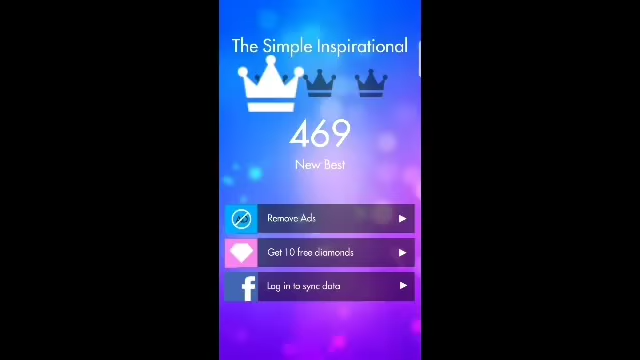 The Simple Inspirational
469
New Best
Remove Ads
Get 10 free diamonds
Log in to sync data